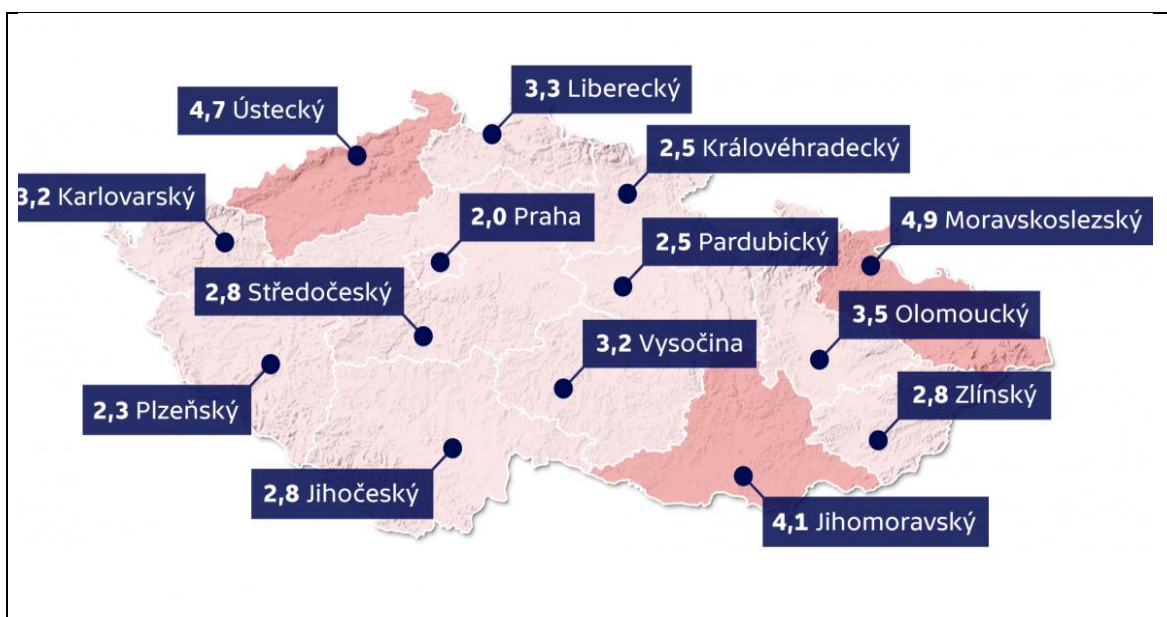 3,3 Liberecký
4,7 Ústecký
2,5 Královéhradecký
3,2 Karlovarský
2,0 Praha
4,9 Moravskoslezský
2,5 Pardubický
2,8 Středočeský
3,5 Olomoucký
3,2 Vysočina
2,8 Zlínský
2,3 Plzeňský
2,8 Jihočeský
4,1 Jihomoravský